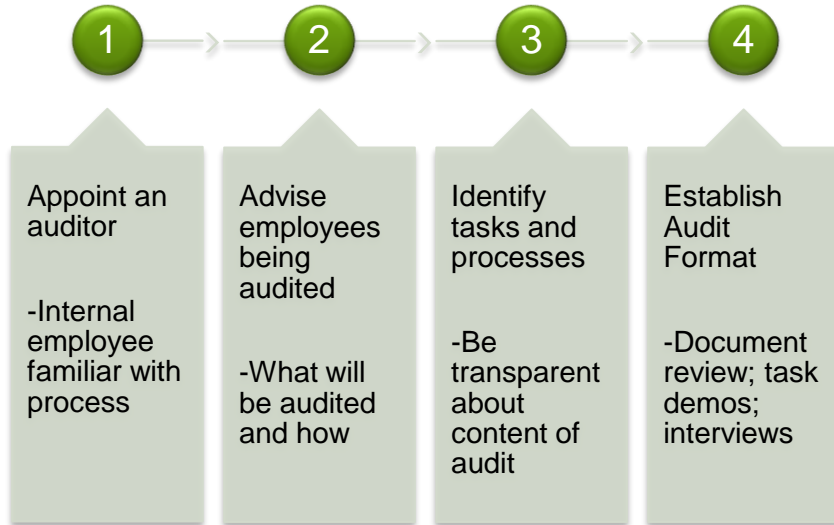 1
2
3
4
Appoint an
auditor
-Internal
employee
familiar with
process
Advise
employees
being
audited
-What will
be audited
and how
Identify
tasks and
processes
-Be
transparent
about
content of
audit
Establish
Audit
Format
-Document
review; task
demos;
interviews